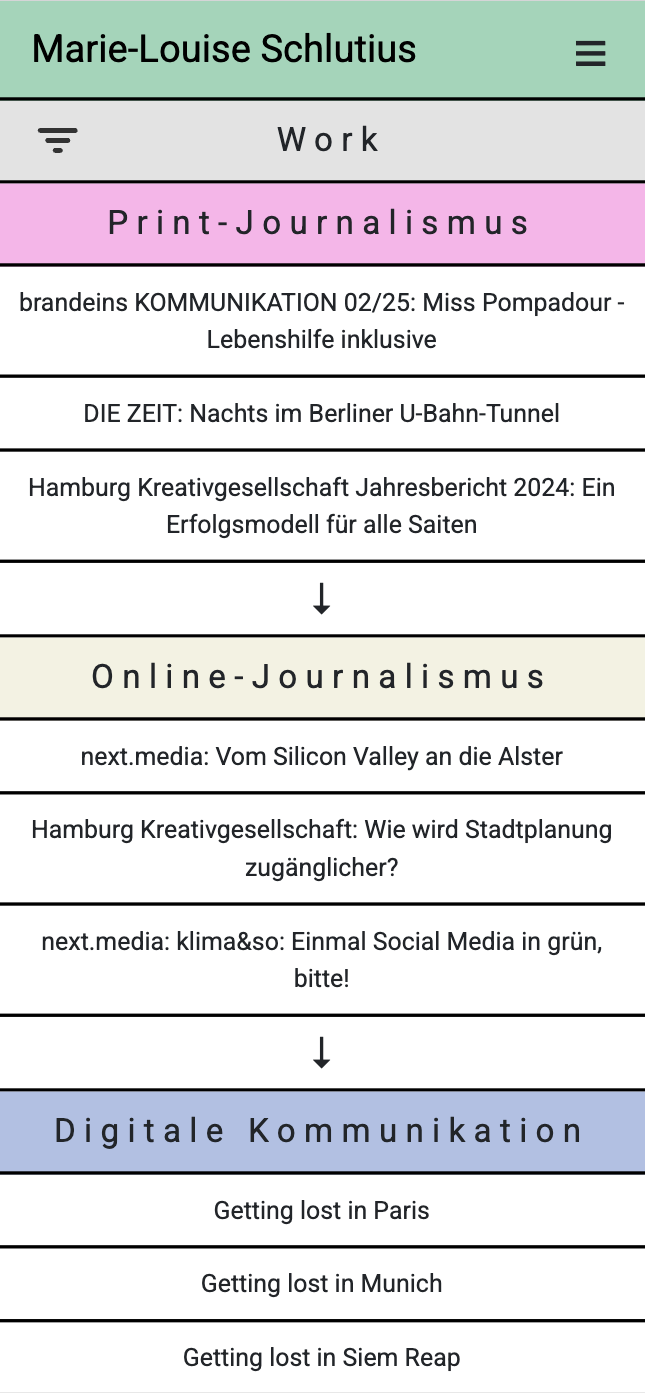 Marie-Louise Schlutius
Work
Print-Journalismus
brandeins KOMMUNIKATION 02/25: Miss Pompadour -
Lebenshilfe inklusive
DIE ZEIT: Nachts im Berliner U-Bahn-Tunnel
Hamburg Kreativgesellschaft Jahresbericht 2024: Ein
Erfolgsmodell für alle Saiten
↓
Online-Journalismus
next.media: Vom Silicon Valley an die Alster
Hamburg Kreativgesellschaft: Wie wird Stadtplanung
zugänglicher?
next.media: klima&so: Einmal Social Media in grün,
bitte!
↓
Digitale Kommunikation
Getting lost in Paris
Getting lost in Munich
Getting lost in Siem Reap